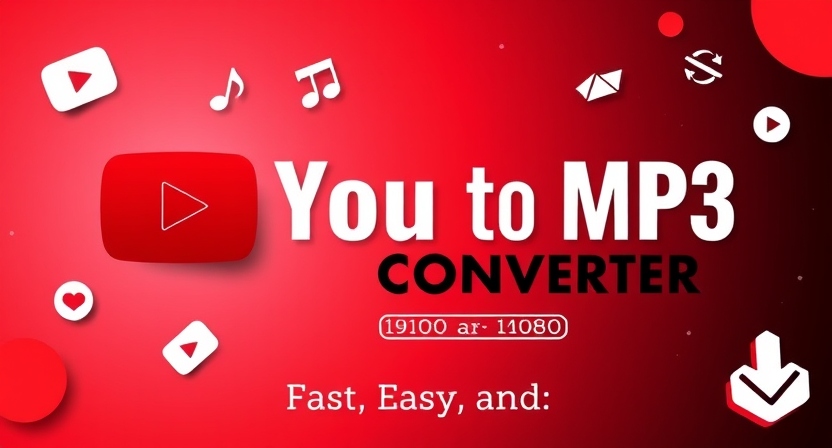 You to MP3
CONVERTER
19100 ar- 11080
Fast, Easy, and: